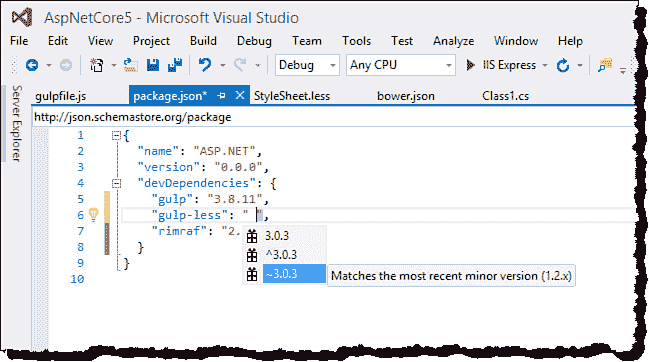 AspNetCore5 - Microsoft Visual Studio
File Edit View Project Build Debug Team Tools Test Analyze Window Help
Debug Any CPU IIS Express
Server Explorer
gulpfile.js package.json* StyleSheet.less bower.json Class1.cs
http://json.schemastore.org/package
1 {
2 "name": "ASP.NET",
3 "version": "0.0.0",
4 "devDependencies": {
5 "gulp": "3.8.11",
6 "gulp-less": " ",
7 "rimraf": "2.
3.0.3
8 }
^3.0.3
9 }
~3.0.3 Matches the most recent minor version (1.2.x)
10